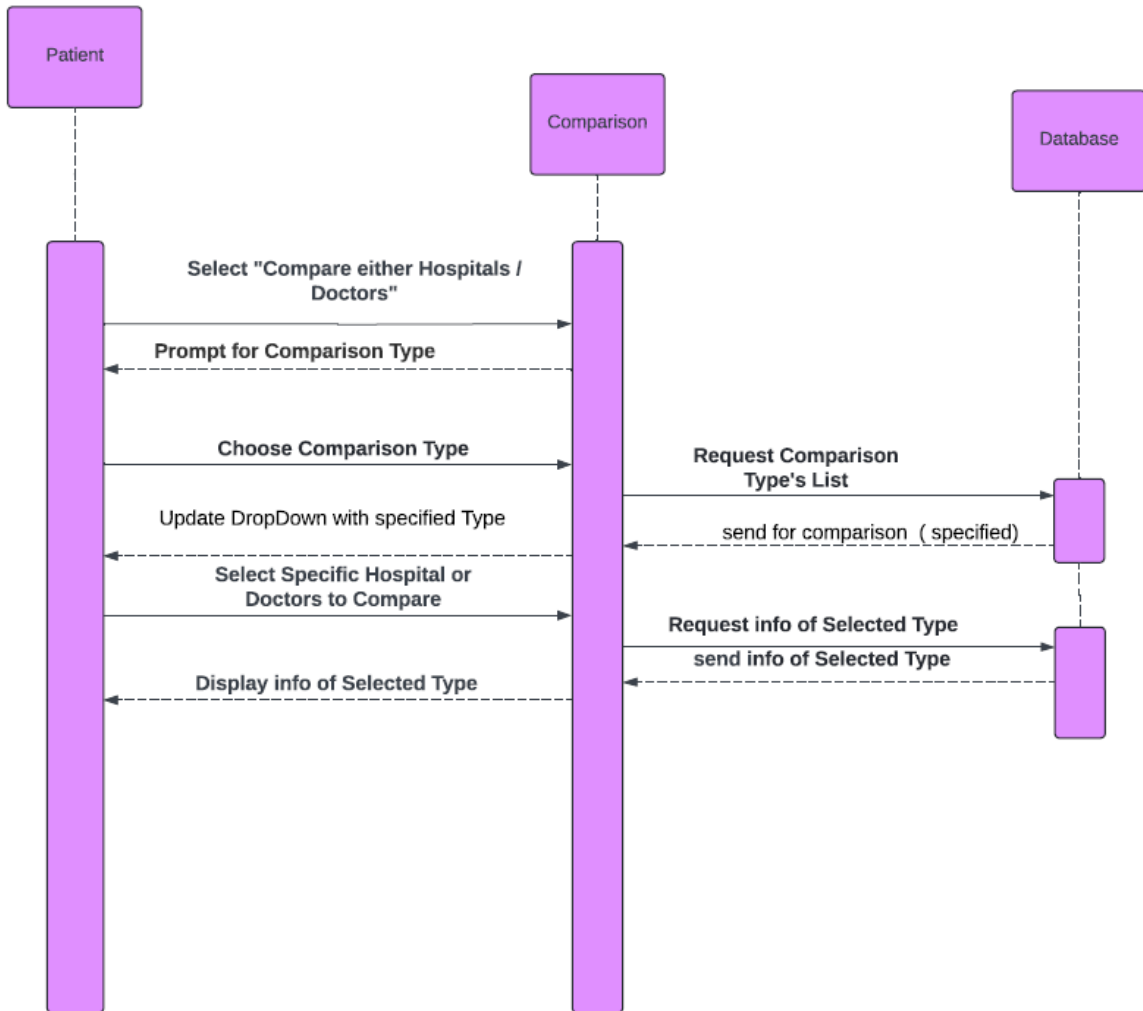 Patient
Comparison
Database
Select "Compare either Hospitals /
Doctors"
Prompt for Comparison Type
Choose Comparison Type
Request Comparison
Type's List
Update DropDown with specified Type
send for comparison ( specified)
Select Specific Hospital or
Doctors to Compare
Request info of Selected Type
send info of Selected Type
Display info of Selected Type